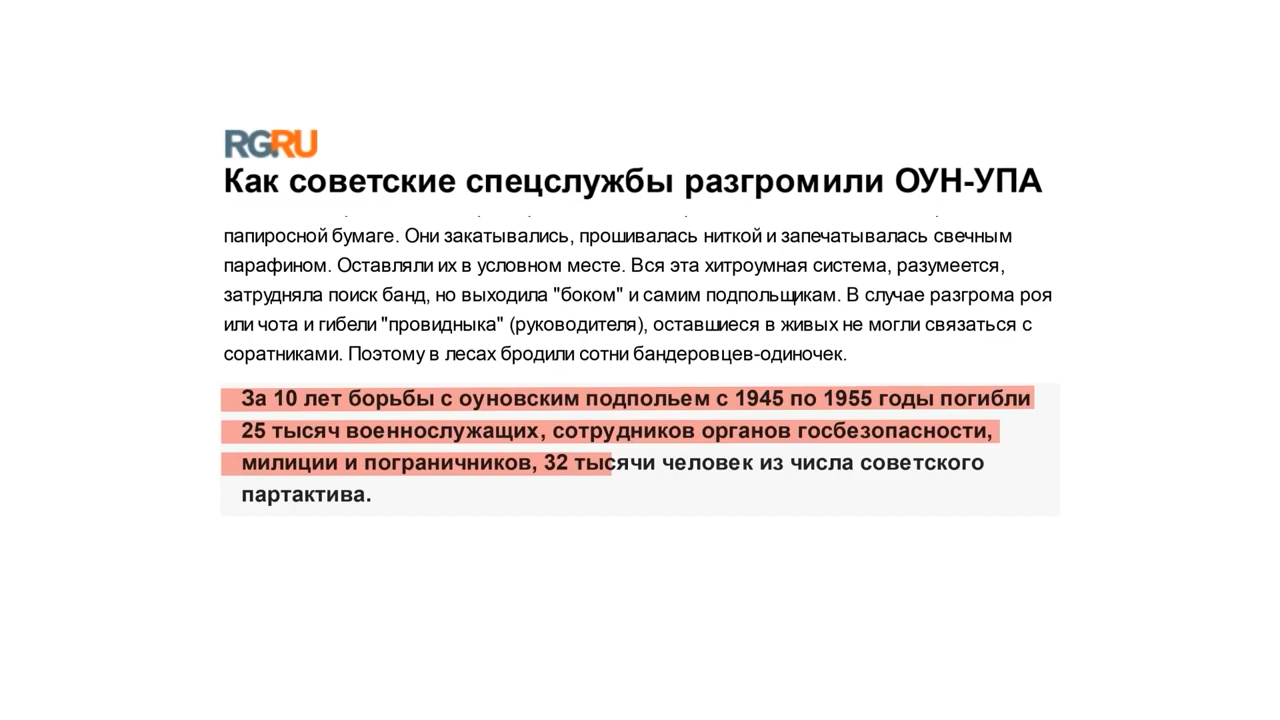 RG.RU
Как советские спецслужбы разгромили ОУН-УПА
папиросной бумаге. Они закатывались, прошивалась ниткой и запечатывалась свечным
парафином. Оставляли их в условном месте. Вся эта хитроумная система, разумеется,
затрудняла поиск банд, но выходила "боком" и самим подпольщикам. В случае разгрома роя
или чота и гибели "провидныка" (руководителя), оставшиеся в живых не могли связаться с
соратниками. Поэтому в лесах бродили сотни бандеровцев-одиночек.
За 10 лет борьбы с оуновским подпольем с 1945 по 1955 годы погибли
25 тысяч военнослужащих, сотрудников органов госбезопасности,
милиции и пограничников, 32 тысячи человек из числа советского
партактива.